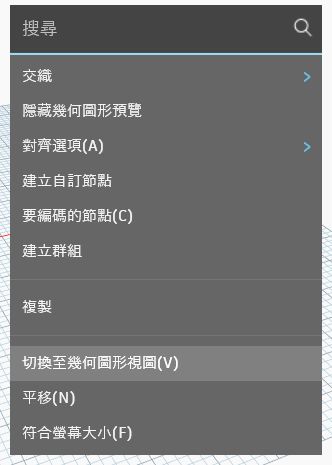 搜尋
交織
隱藏幾何圖形預覽
對齊選項(A)
建立自訂節點
要編碼的節點(C)
建立群組
複製
切換至幾何圖形視圖(V)
平移(N)
符合螢幕大小(F)